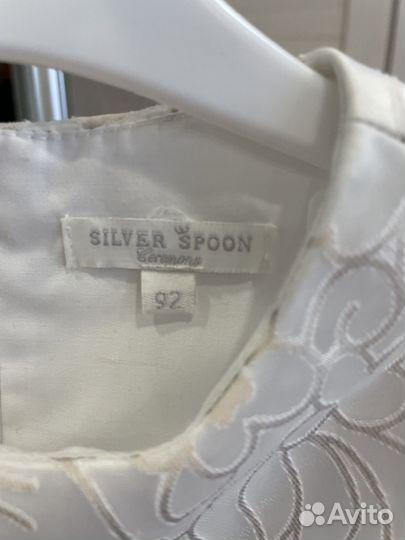 SILVER SPOON
Ceremony
92
Avito